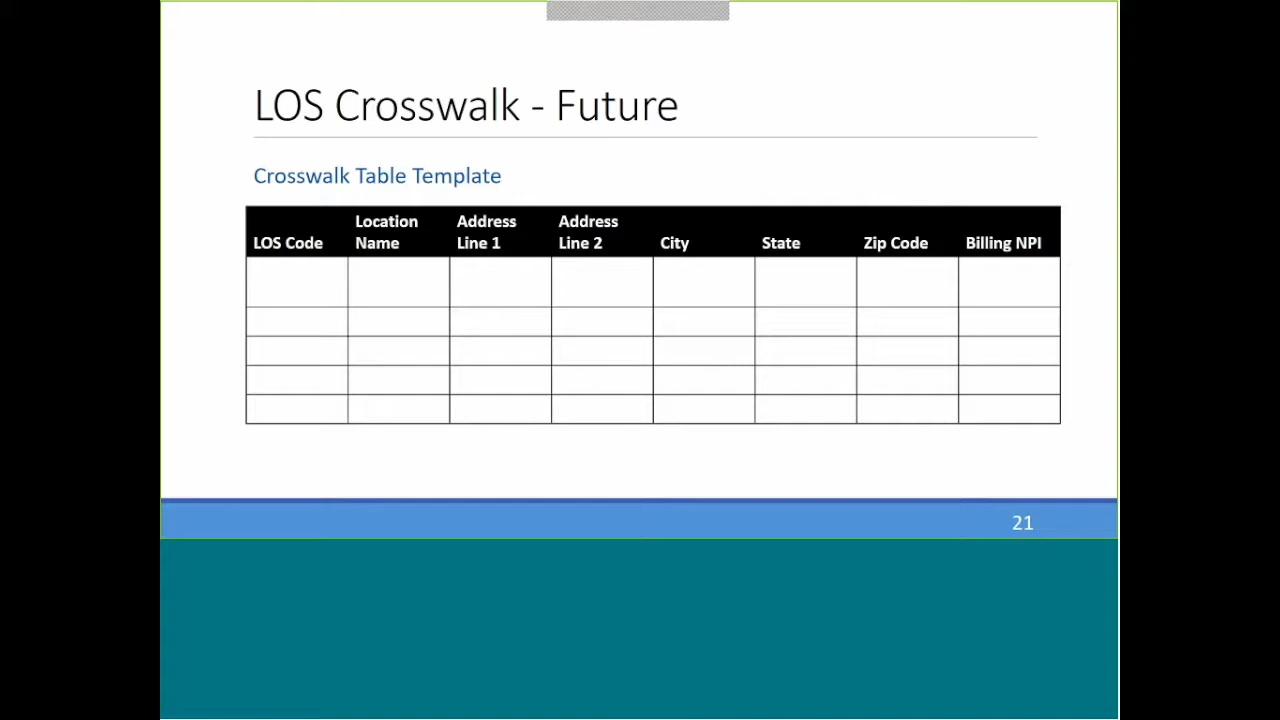 LOS Crosswalk - Future
Crosswalk Table Template
LOS Code
Location
Name
Address
Line 1
Address
Line 2
City
State
Zip Code
Billing NPI
21